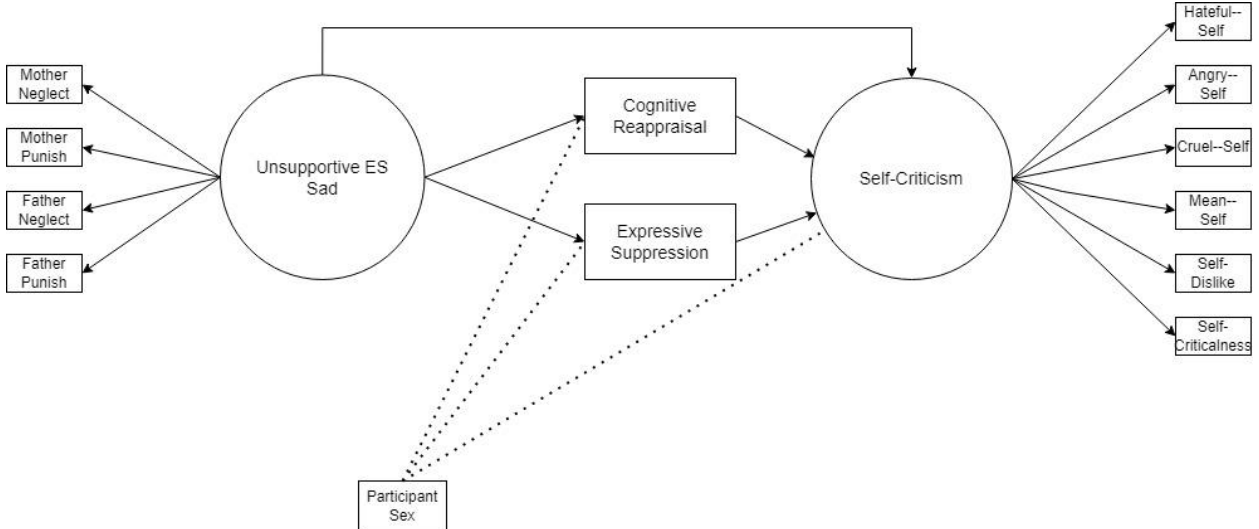 Mother
Neglect
Mother
Punish
Father
Neglect
Father
Punish
Unsupportive ES
Sad
Cognitive
Reappraisal
Expressive
Suppression
Participant
Sex
Self-Criticism
Hateful--
Self
Angry--
Self
Cruel--Self
Mean--
Self
Self-
Dislike
Self-
Criticalness